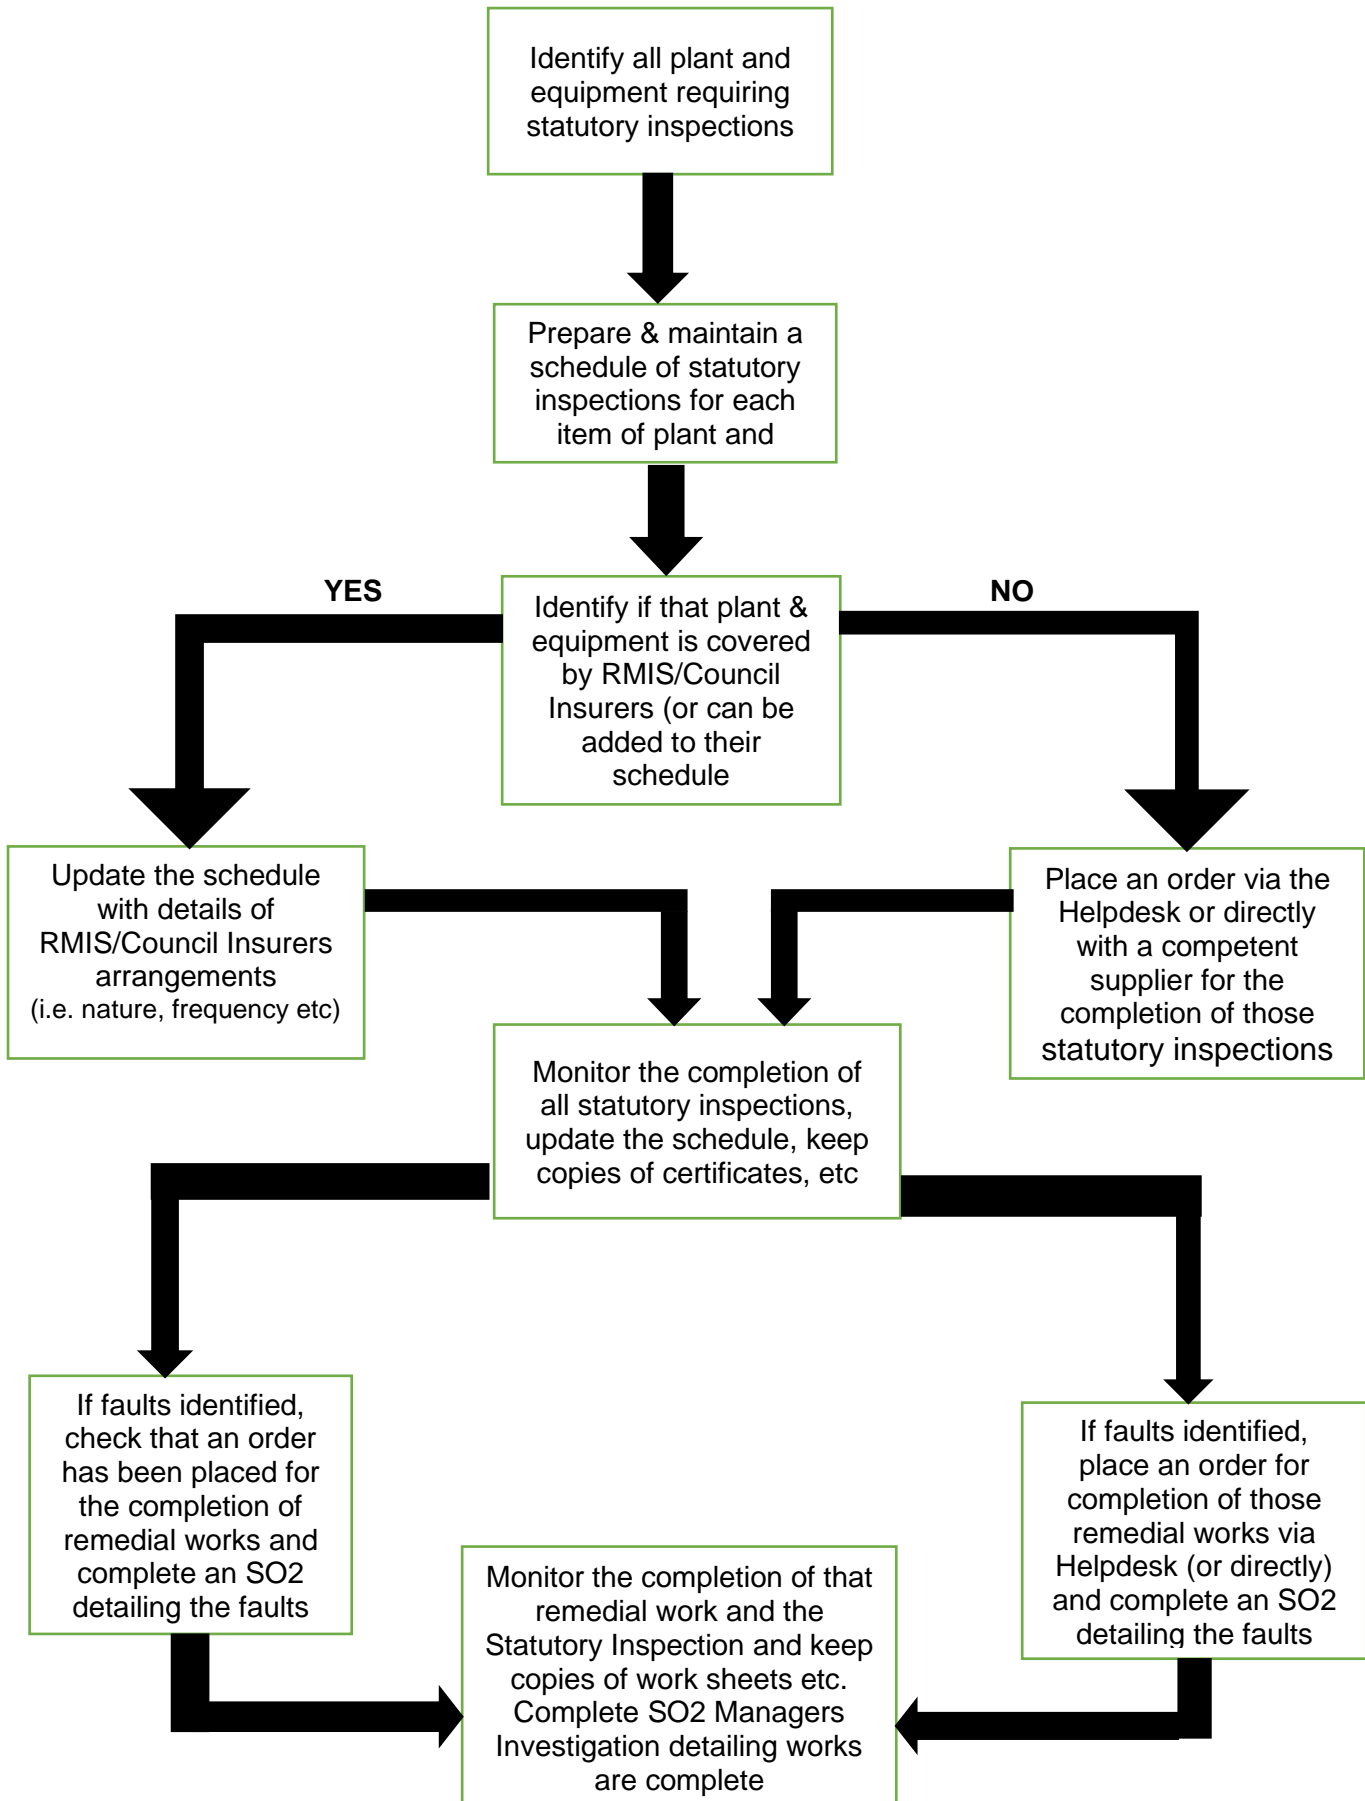 Identify all plant and
equipment requiring
statutory inspections
Prepare & maintain a
schedule of statutory
inspections for each
item of plant and
YES
NO
Identify if that plant &
equipment is covered
by RMIS/Council
Insurers (or can be
added to their
schedule
Update the schedule
with details of
RMIS/Council Insurers
arrangements
(i.e. nature, frequency etc)
Place an order via the
Helpdesk or directly
with a competent
supplier for the
completion of those
statutory inspections
Monitor the completion of
all statutory inspections,
update the schedule, keep
copies of certificates, etc
If faults identified,
check that an order
has been placed for
the completion of
remedial works and
complete an SO2
detailing the faults
If faults identified,
place an order for
completion of those
remedial works via
Helpdesk (or directly)
and complete an SO2
detailing the faults
Monitor the completion of that
remedial work and the
Statutory Inspection and keep
copies of work sheets etc.
Complete SO2 Managers
Investigation detailing works
are complete